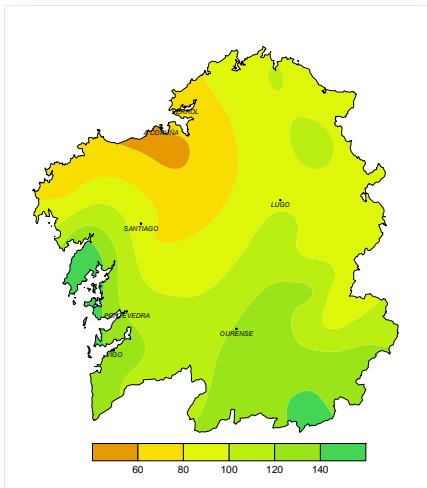 FERROL
A CORUÑA
LUGO
SANTIAGO
PONTEVEDRA
OURENSE
VIGO
60 80 100 120 140